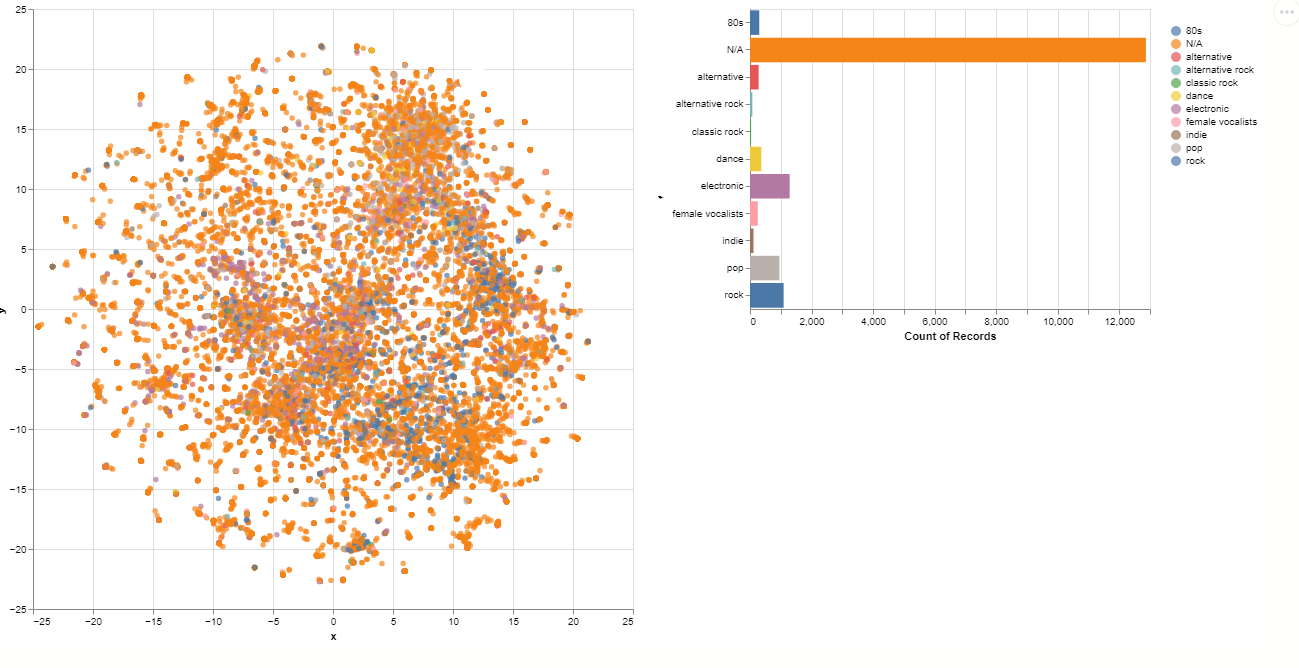 25
20
15
10
5
0
−5
−10
−15
−20
−25
−25 −20 −15 −10 −5 0 5 10 15 20 25
x
y
80s
N/A
alternative
alternative rock
classic rock
dance
electronic
female vocalists
indie
pop
rock
0 2,000 4,000 6,000 8,000 10,000 12,000
Count of Records
80s
N/A
alternative
alternative rock
classic rock
dance
electronic
female vocalists
indie
pop
rock